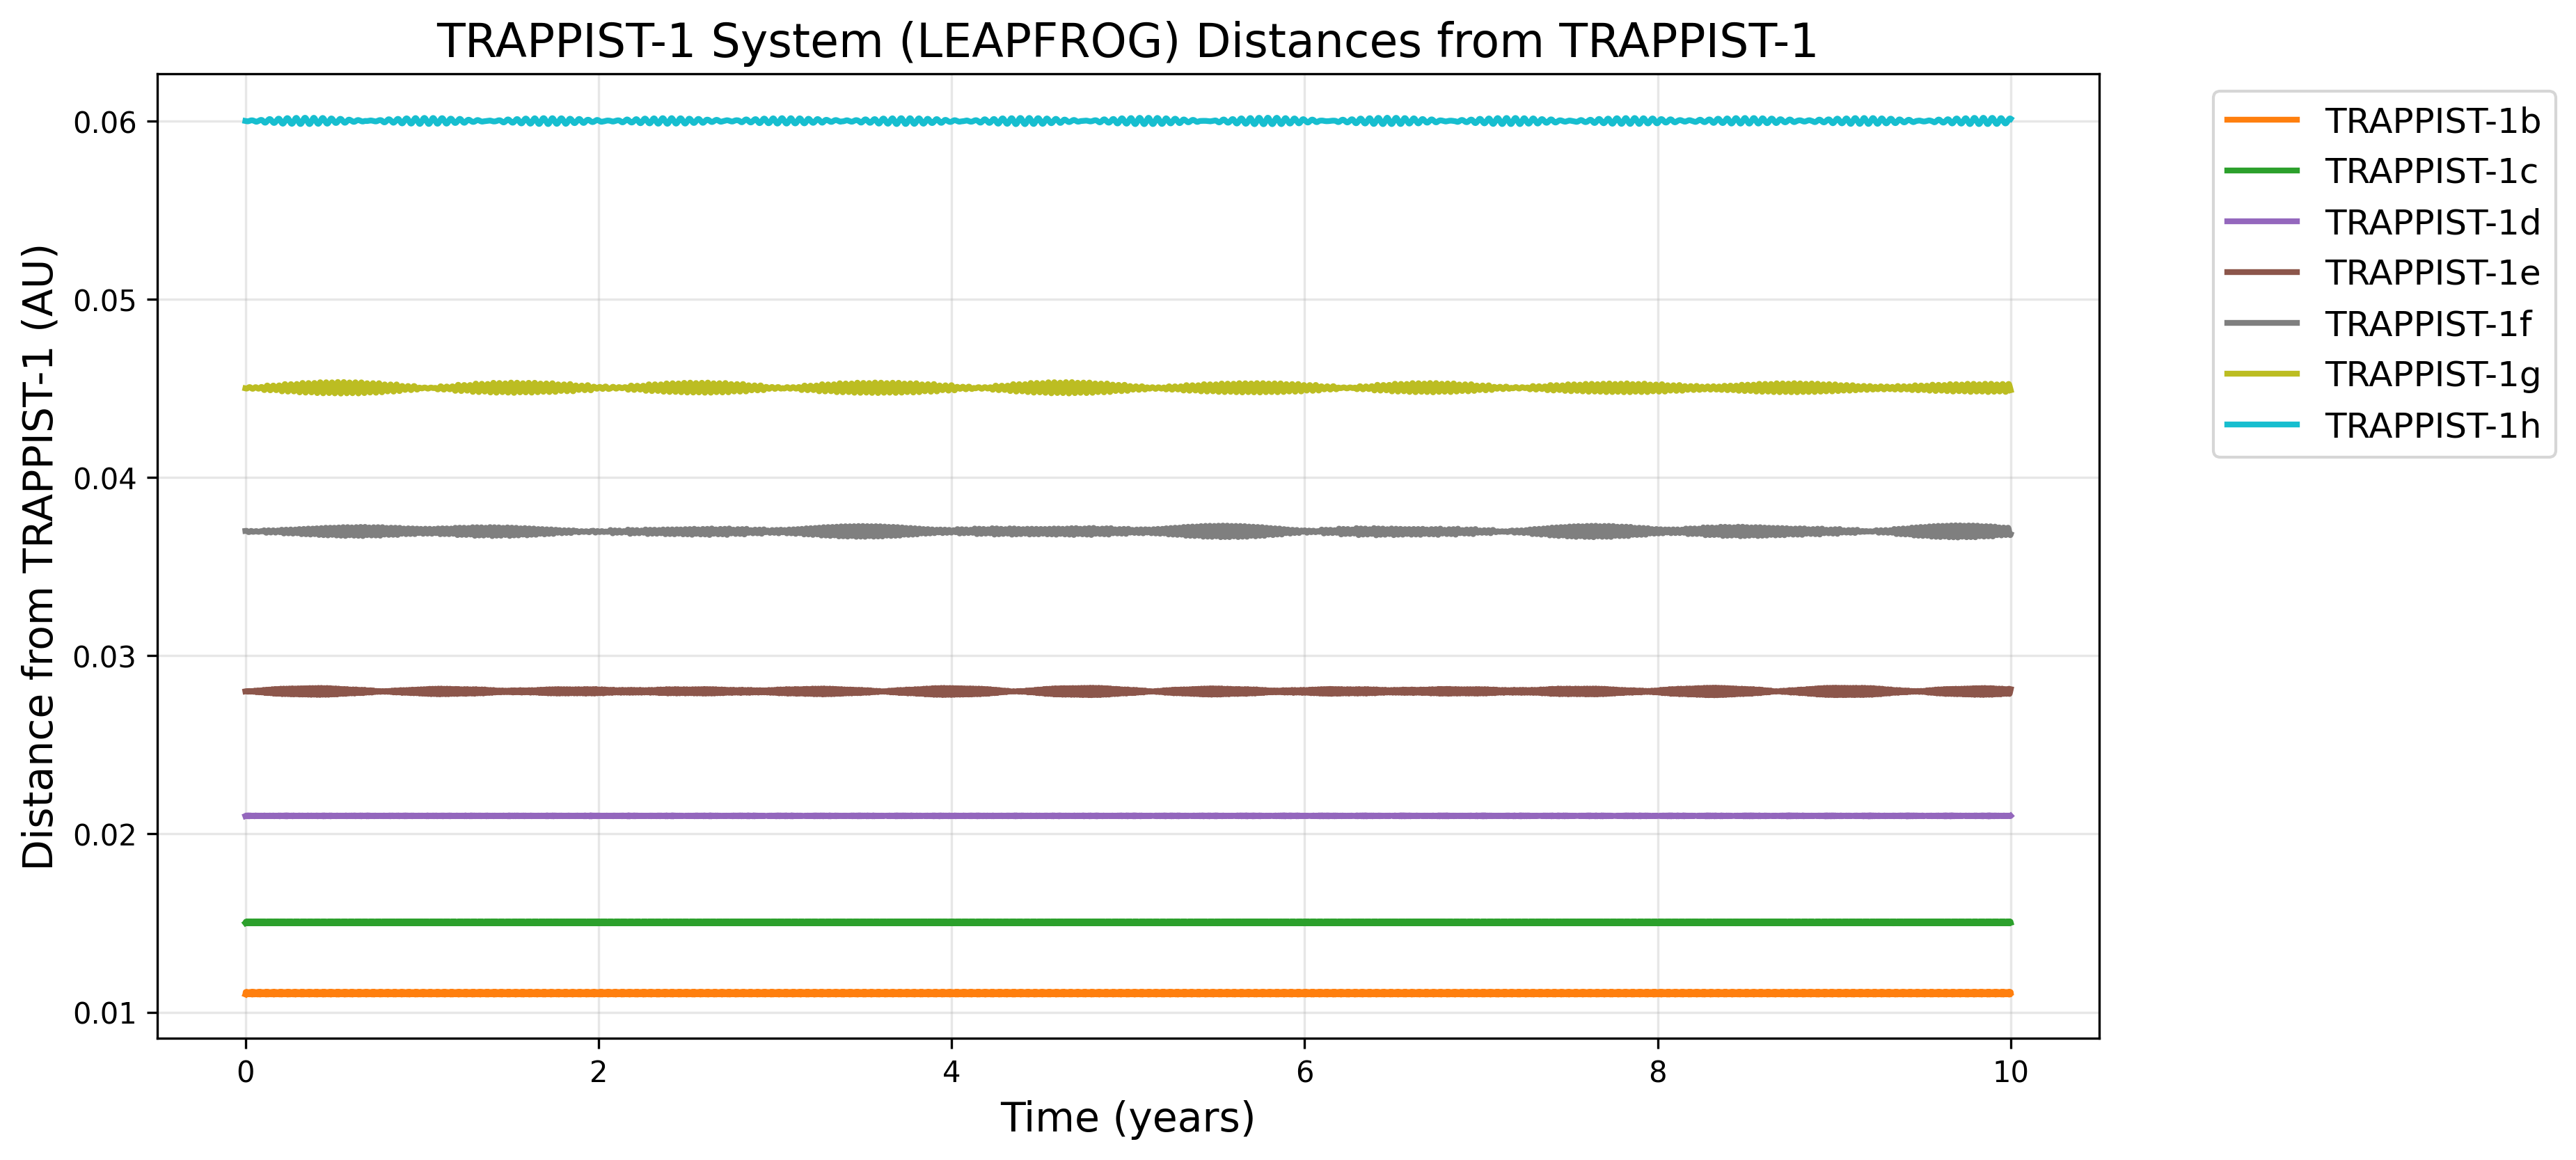 TRAPPIST-1 System (LEAPFROG) Distances from TRAPPIST-1
Distance from TRAPPIST-1 (AU)
0.06
0.05
0.04
0.03
0.02
0.01
0
2
4
6
8
10
Time (years)
TRAPPIST-1b
TRAPPIST-1c
TRAPPIST-1d
TRAPPIST-1e
TRAPPIST-1f
TRAPPIST-1g
TRAPPIST-1h